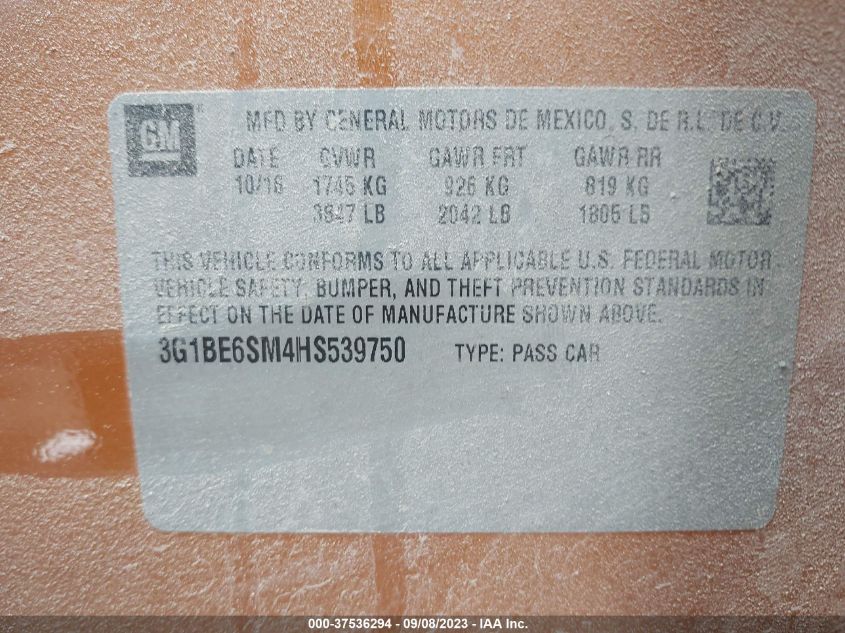 GM ® MFD BY GENERAL MOTORS DE MEXICO, S. DE R.L. DE C.V.
DATE GVWR GAWR FRT GAWR RR
10/16 1745 KG 926 KG 819 KG
3847 LB 2042 LB 1805 LB
THIS VEHICLE CONFORMS TO ALL APPLICABLE U.S. FEDERAL MOTOR
VEHICLE SAFETY, BUMPER, AND THEFT PREVENTION STANDARDS IN
EFFECT ON THE DATE OF MANUFACTURE SHOWN ABOVE.
3G1BE6SM4HS539750 TYPE: PASS CAR
000-37536294 - 09/08/2023 - IAA Inc.